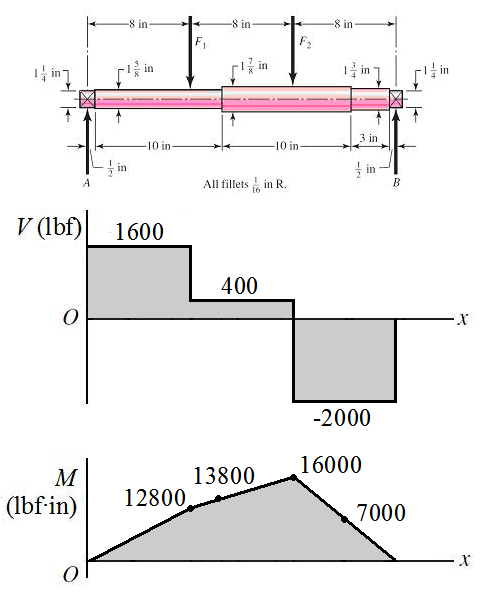 8 in 8 in 8 in
F₁ F₂
1 1/4 in 1 5/8 in 1 7/8 in 1 3/4 in 1 1/4 in
10 in 10 in 3 in
1/2 in 1/2 in
A All fillets 1/16 in R. B
V (lbf) 1600
400
O x
-2000
M 16000
(lbf·in) 12800 13800 7000
O x